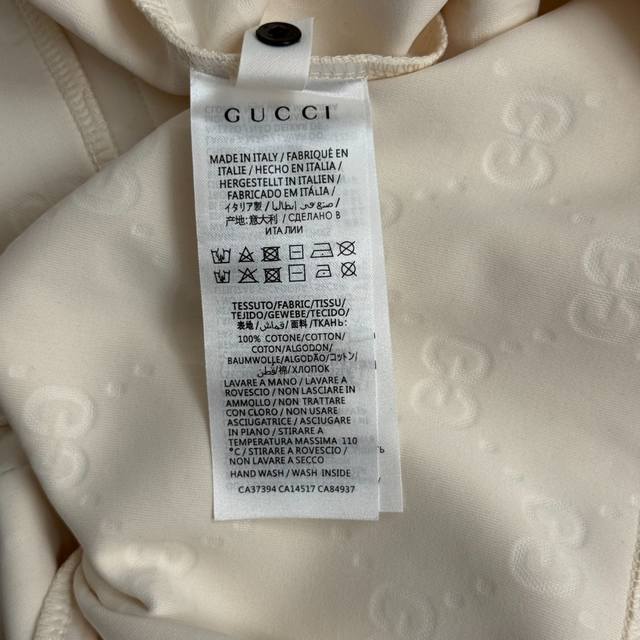 GUCCI
MADE IN ITALY / FABRIQUÉ EN
ITALIE / HECHO EN ITALIA /
HERGESTELLT IN ITALIEN /
FABRICADO EM ITÁLIA /
イタリア製 / صنع في إيطاليا /
产地: 意大利 / СДЕЛАНО В
ИТАЛИИ
TESSUTO/FABRIC/TISSU/
TEJIDO/GEWEBE/TECIDO/
表地/قماش/面料/ТКАНЬ:
100% COTONE/COTTON/
COTON/ALGODON/
BAUMWOLLE/ALGODÃO/コットン/
قطن/棉/ХЛОПОК
LAVARE A MANO / LAVARE A
ROVESCIO / NON LASCIARE IN
AMMOLLO / NON TRATTARE
CON CLORO / NON USARE
ASCIUGATRICE / ASCIUGARE
IN PIANO / STIRARE A
TEMPERATURA MASSIMA 110
°C / STIRARE A ROVESCIO /
NON LAVARE A SECCO
HAND WASH / WASH INSIDE
CA37394 CA14517 CA84937